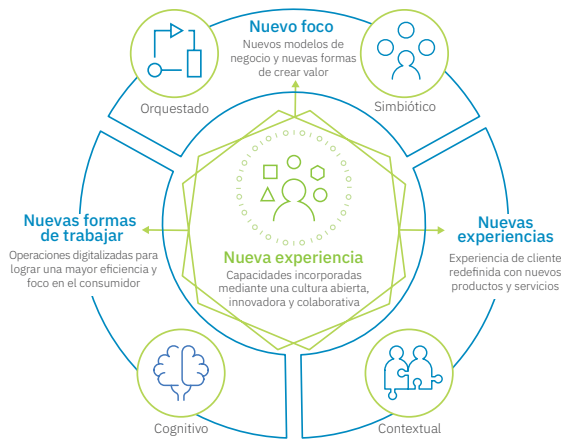 Nuevo foco
Nuevos modelos de
negocio y nuevas formas
de crear valor
Orquestado
Simbiótico
Nuevas formas
de trabajar
Operaciones digitalizadas para
lograr una mayor eficiencia y
foco en el consumidor
Nueva experiencia
Capacidades incorporadas
mediante una cultura abierta,
innovadora y colaborativa
Nuevas
experiencias
Experiencia de cliente
redefinida con nuevos
productos y servicios
Cognitivo
Contextual